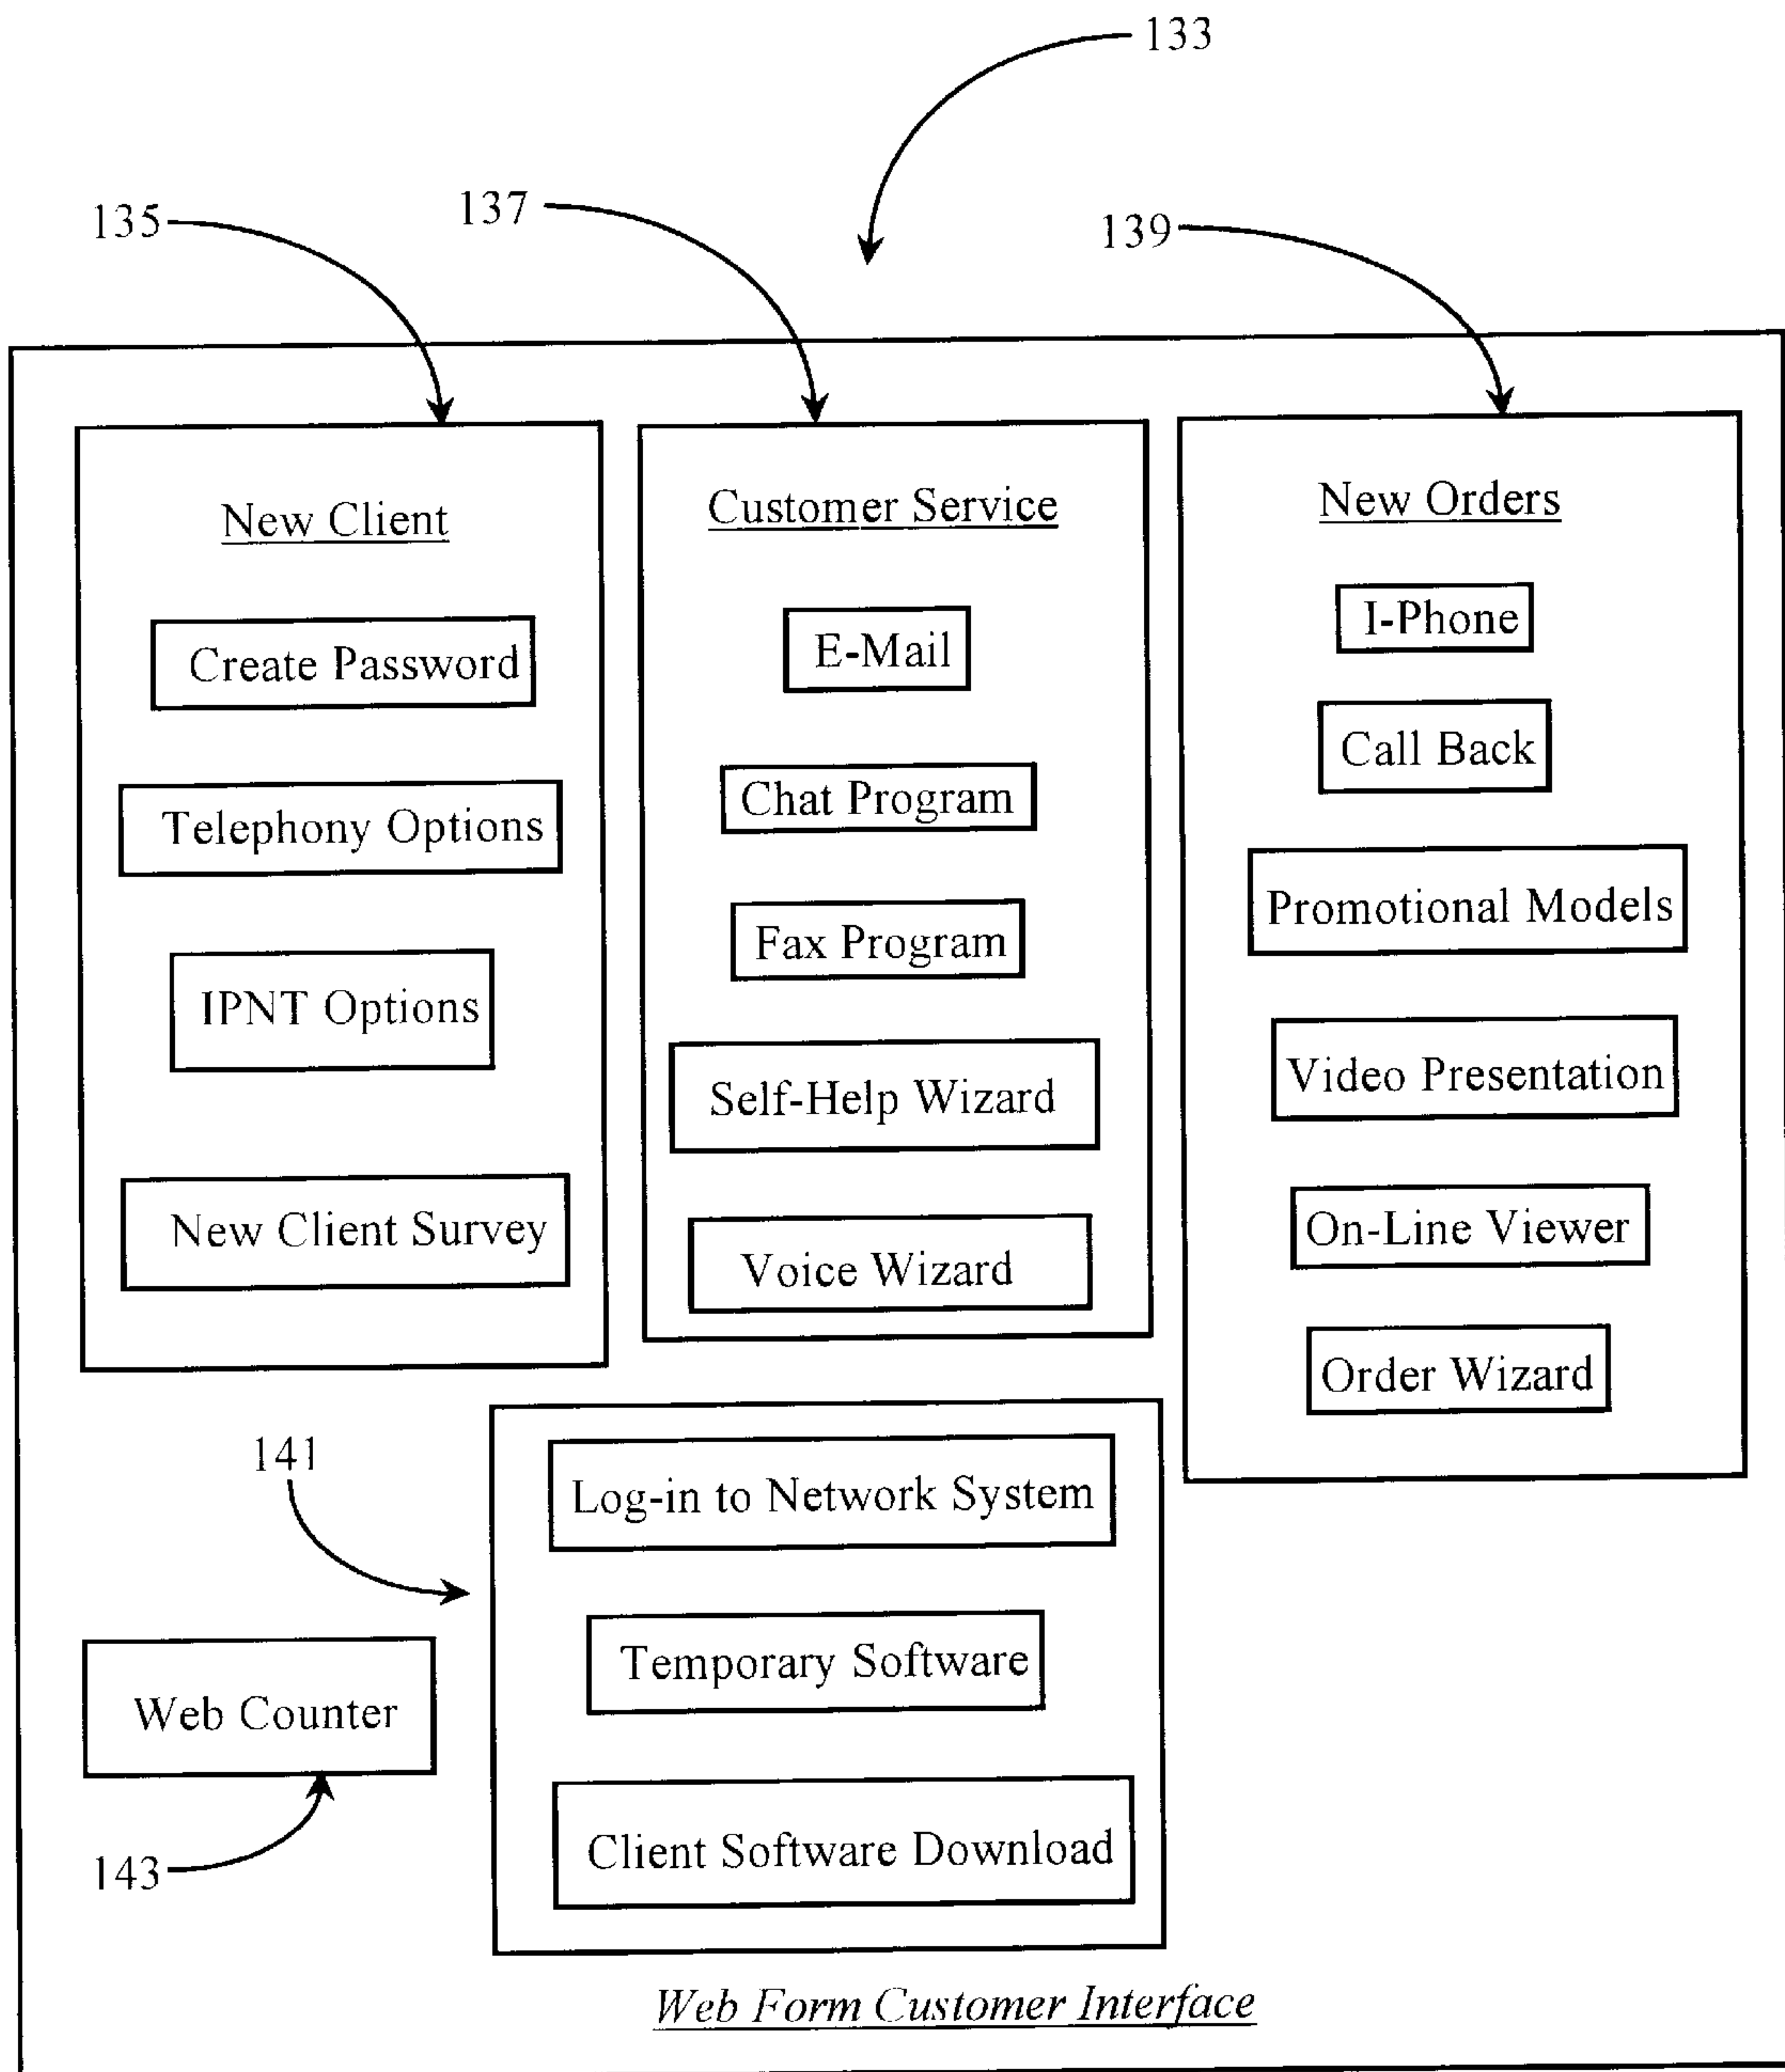 133
135
137
139
New Client
Create Password
Telephony Options
IPNT Options
New Client Survey
Customer Service
E-Mail
Chat Program
Fax Program
Self-Help Wizard
Voice Wizard
New Orders
I-Phone
Call Back
Promotional Models
Video Presentation
On-Line Viewer
Order Wizard
141
Log-in to Network System
Temporary Software
Client Software Download
Web Counter
143
Web Form Customer Interface